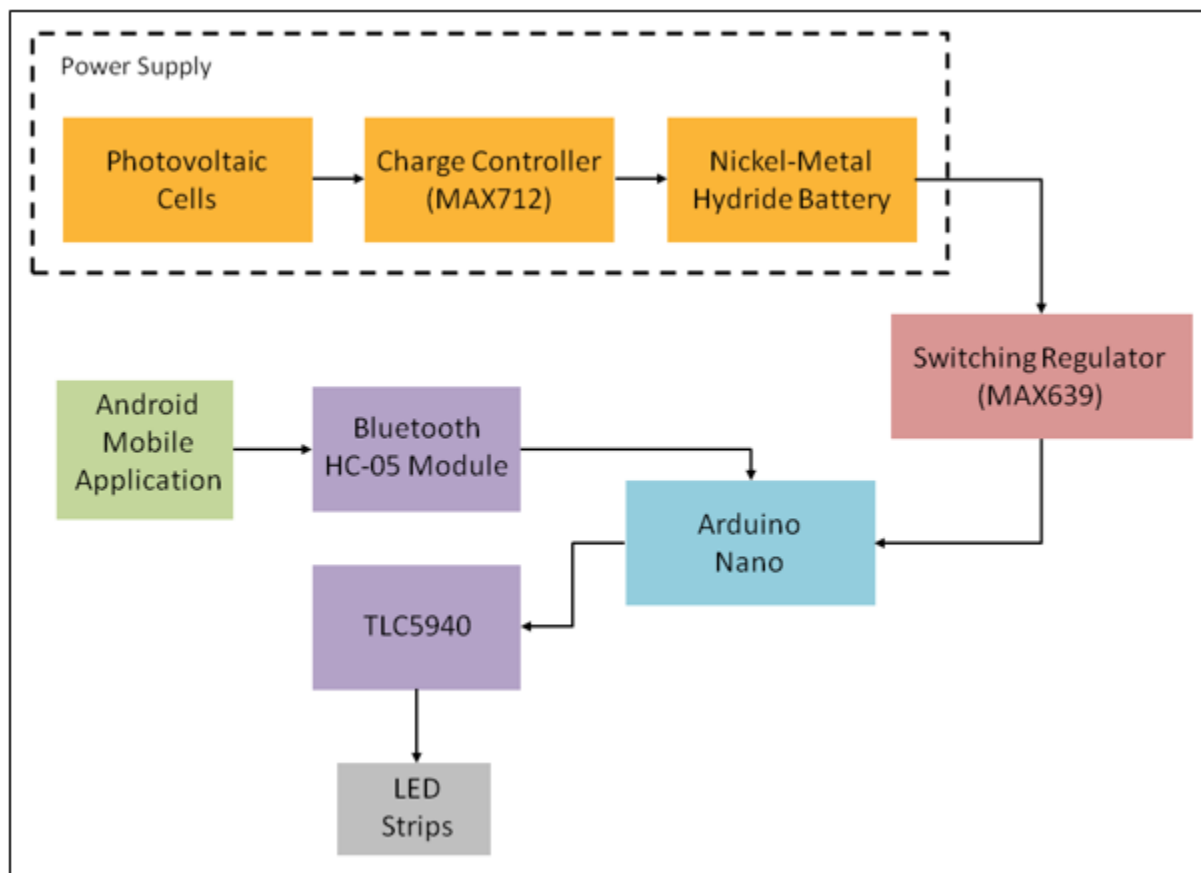 Power Supply
Photovoltaic
Cells
Charge Controller
(MAX712)
Nickel-Metal
Hydride Battery
Switching Regulator
(MAX639)
Android
Mobile
Application
Bluetooth
HC-05 Module
Arduino
Nano
TLC5940
LED
Strips